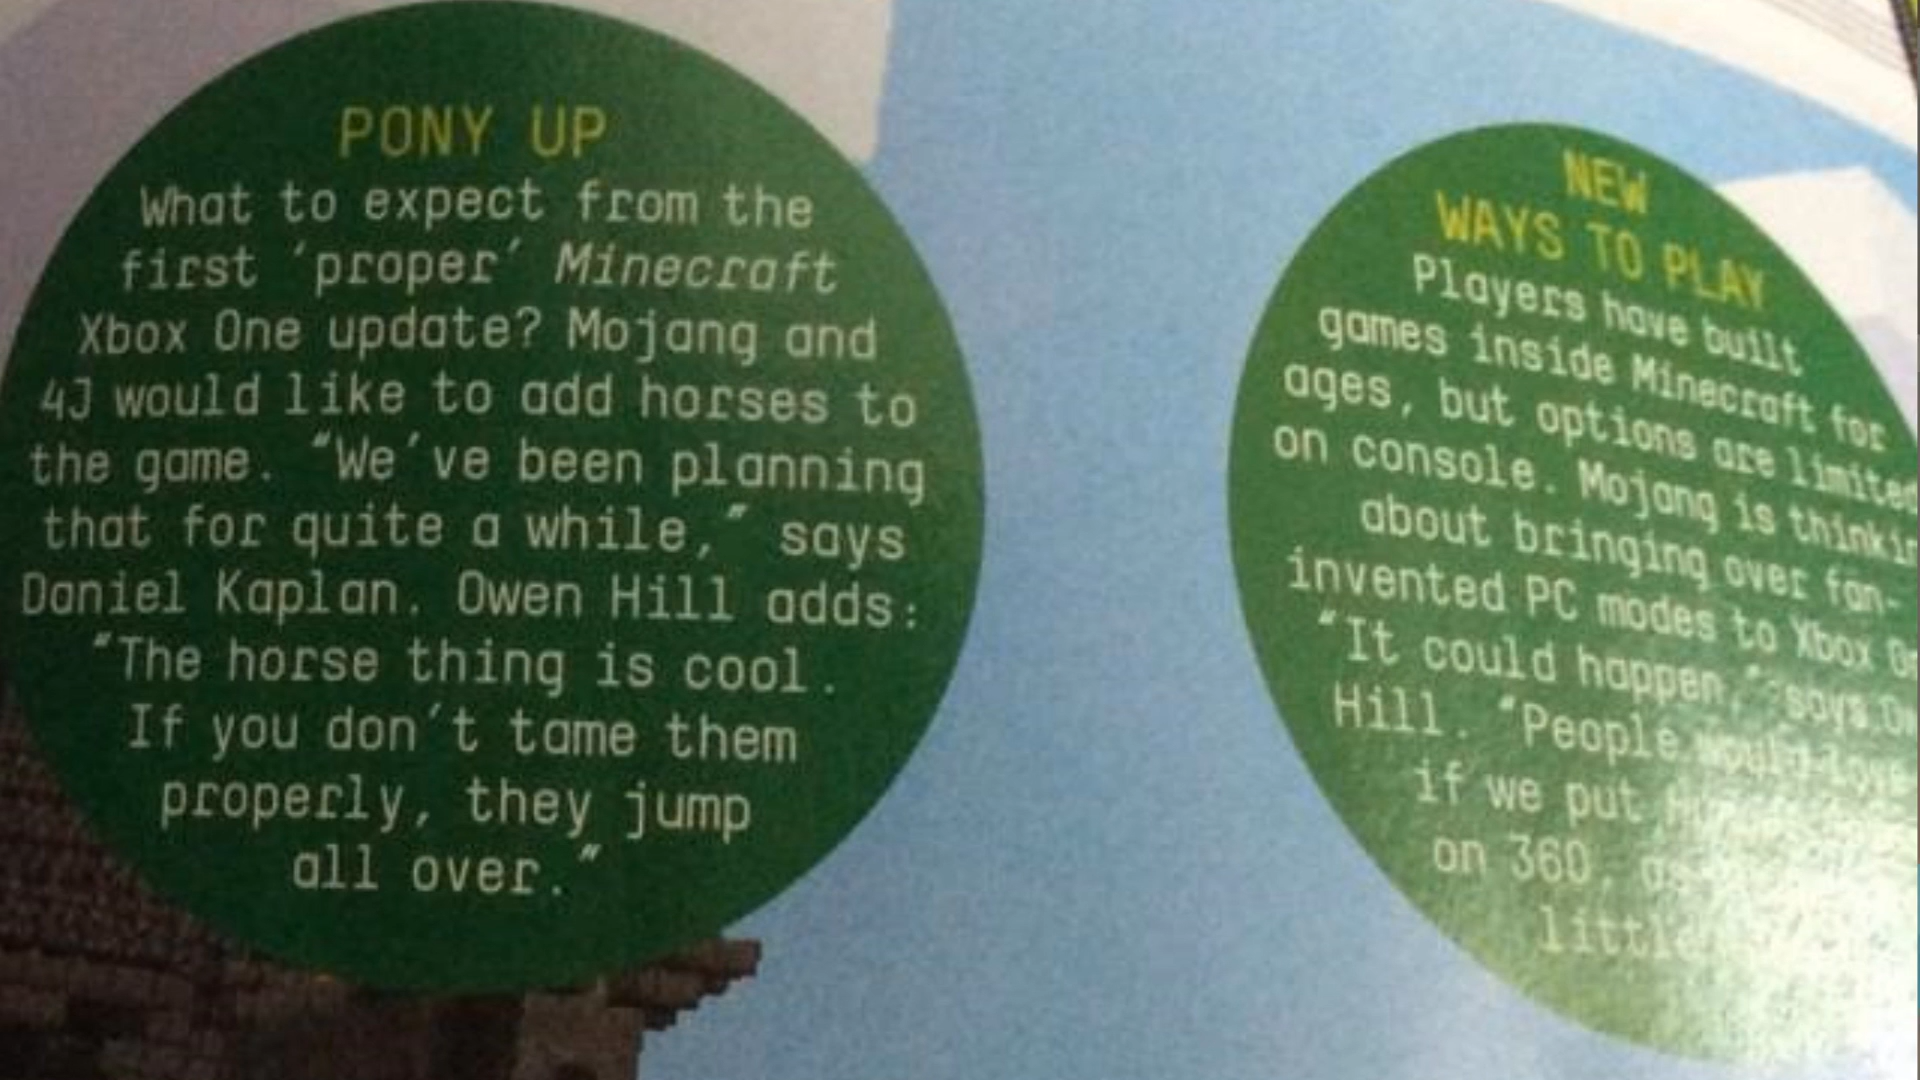 PONY UP
What to expect from the
first 'proper' Minecraft
Xbox One update? Mojang and
4J would like to add horses to
the game. "We've been planning
that for quite a while," says
Daniel Kaplan. Owen Hill adds:
"The horse thing is cool.
If you don't tame them
properly, they jump
all over."
NEW
WAYS TO PLAY
Players have built
games inside Minecraft for
ages, but options are limited
on console. Mojang is
about bringing over fan-
invented PC modes to Xbox
"It could happen," says
Hill. "People would love
if we put
on 360,